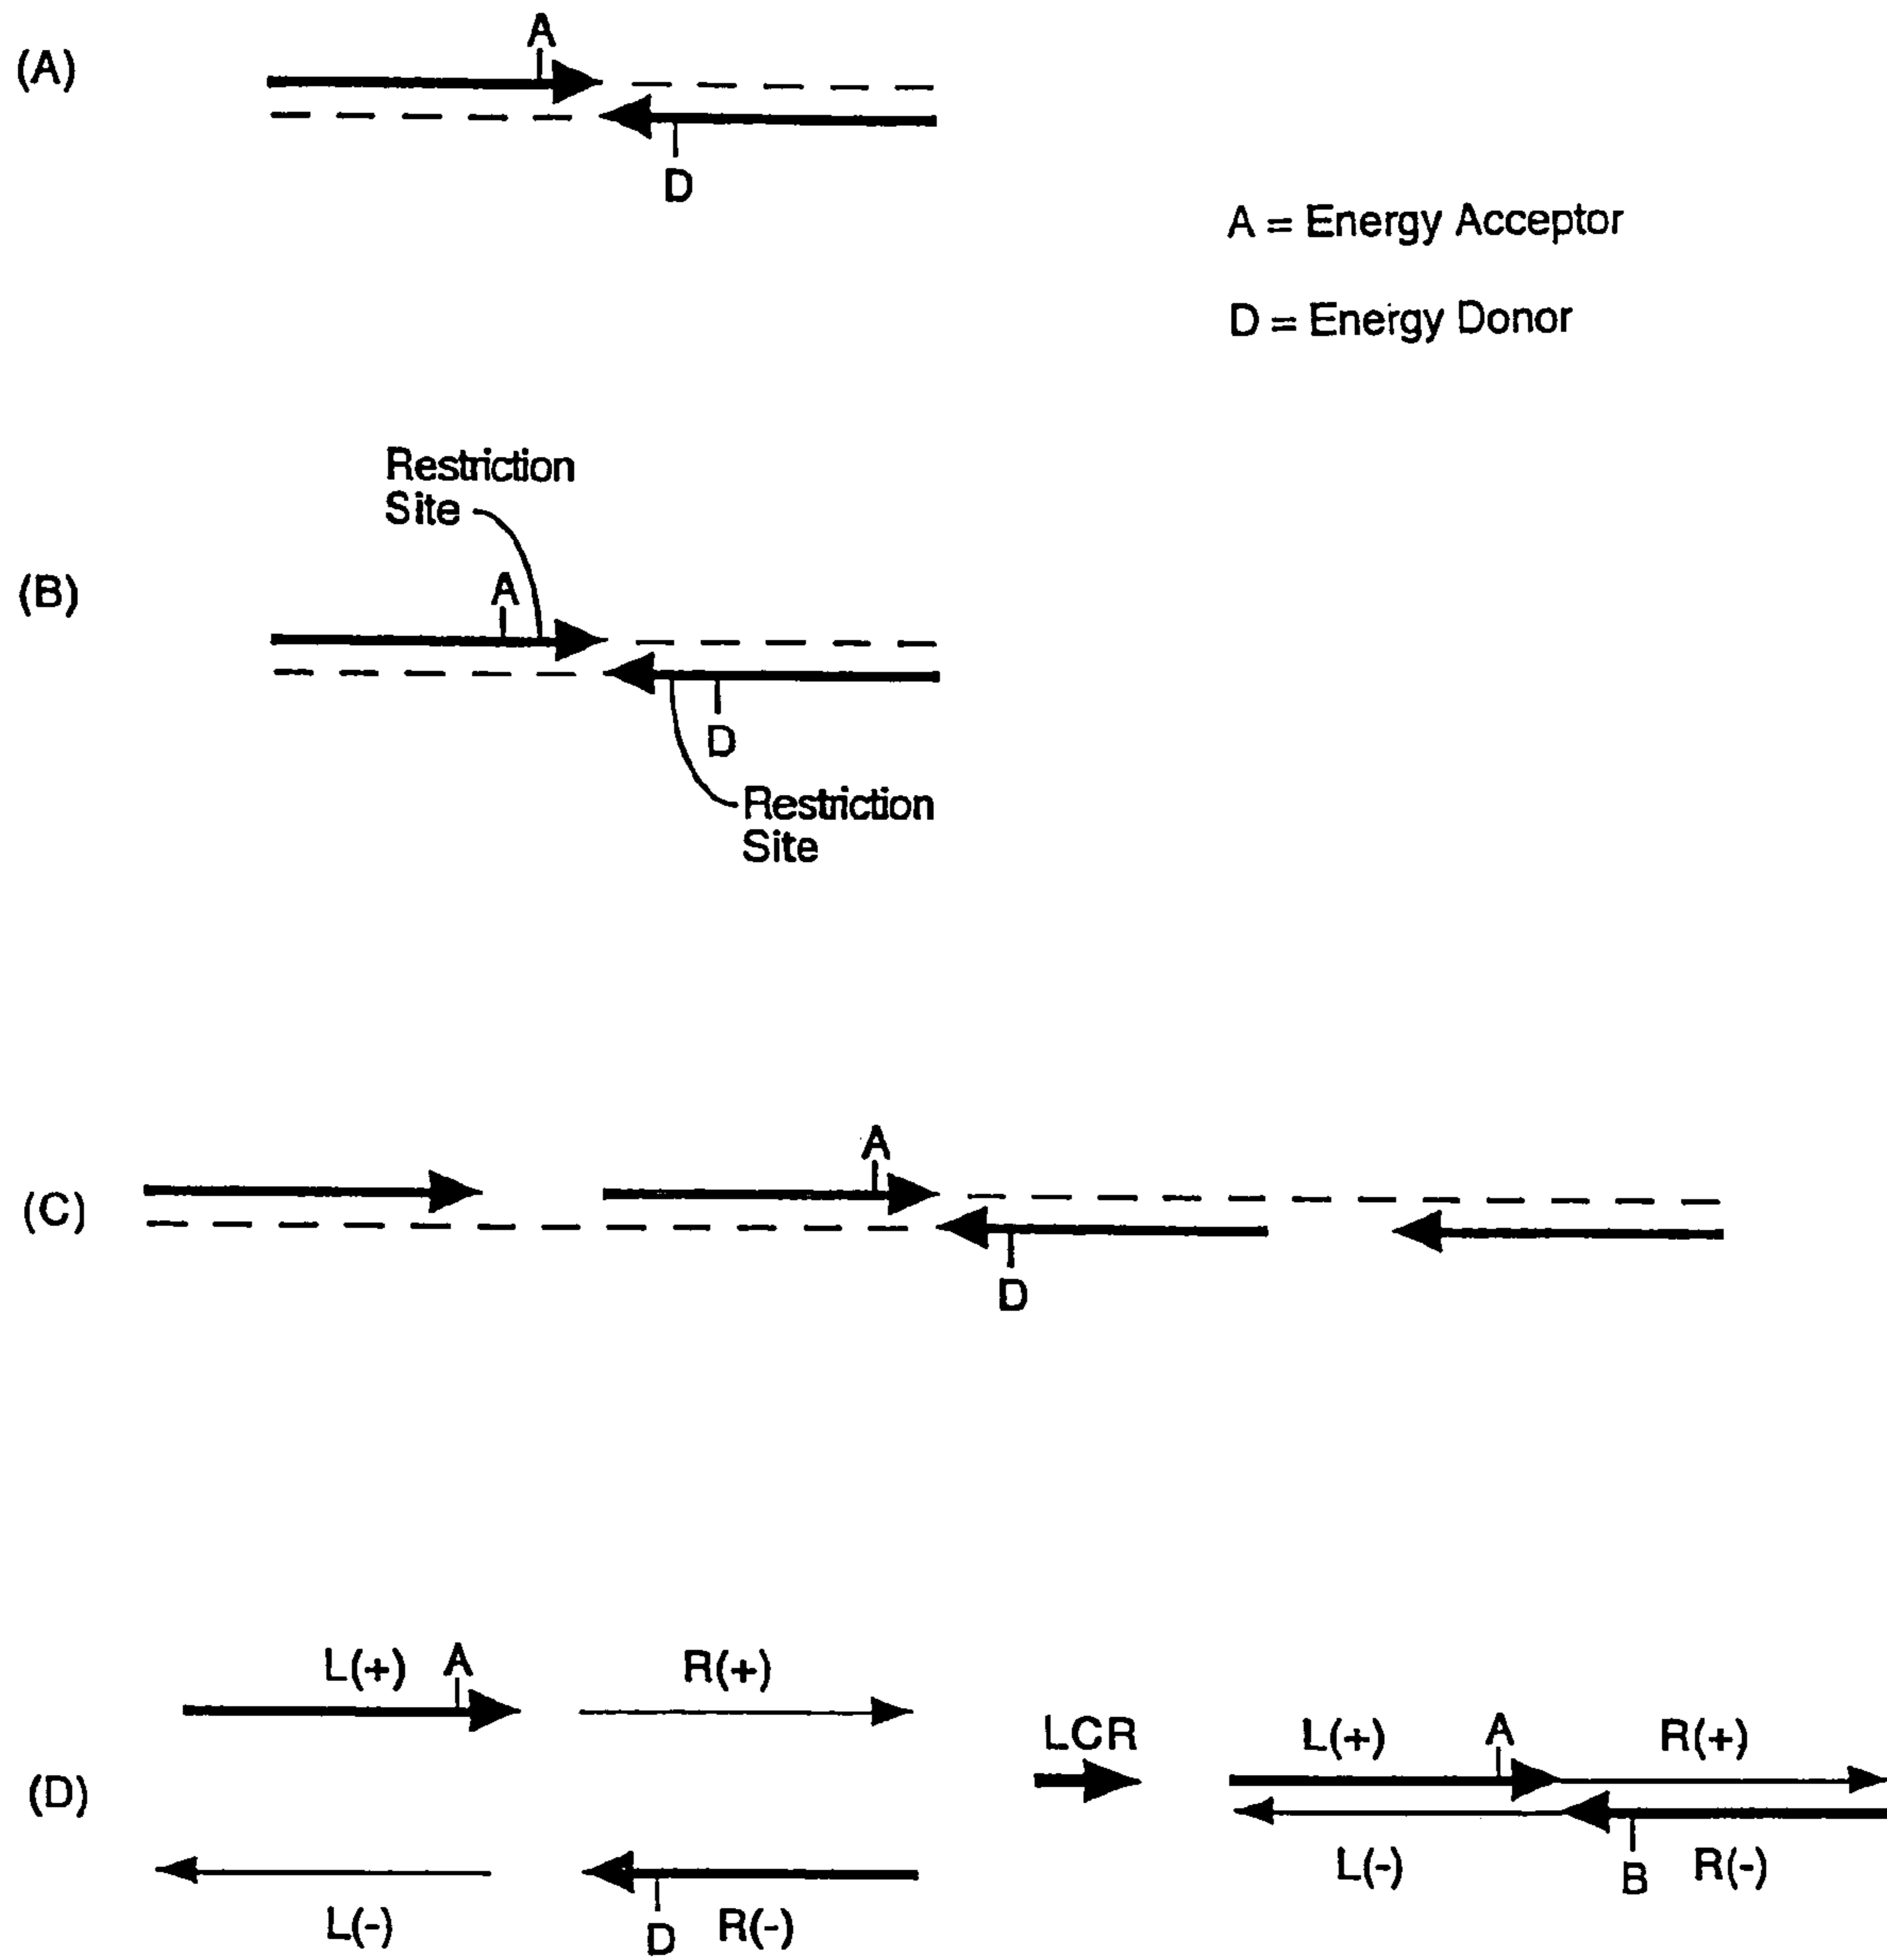 (A)
A
D
A = Energy Acceptor
D = Energy Donor
Restriction
Site
(B)
A
D
Restriction
Site
(C)
A
D
(D)
L(+)
A
R(+)
L(-)
D
R(-)
LCR
L(+)
A
R(+)
L(-)
B
R(-)